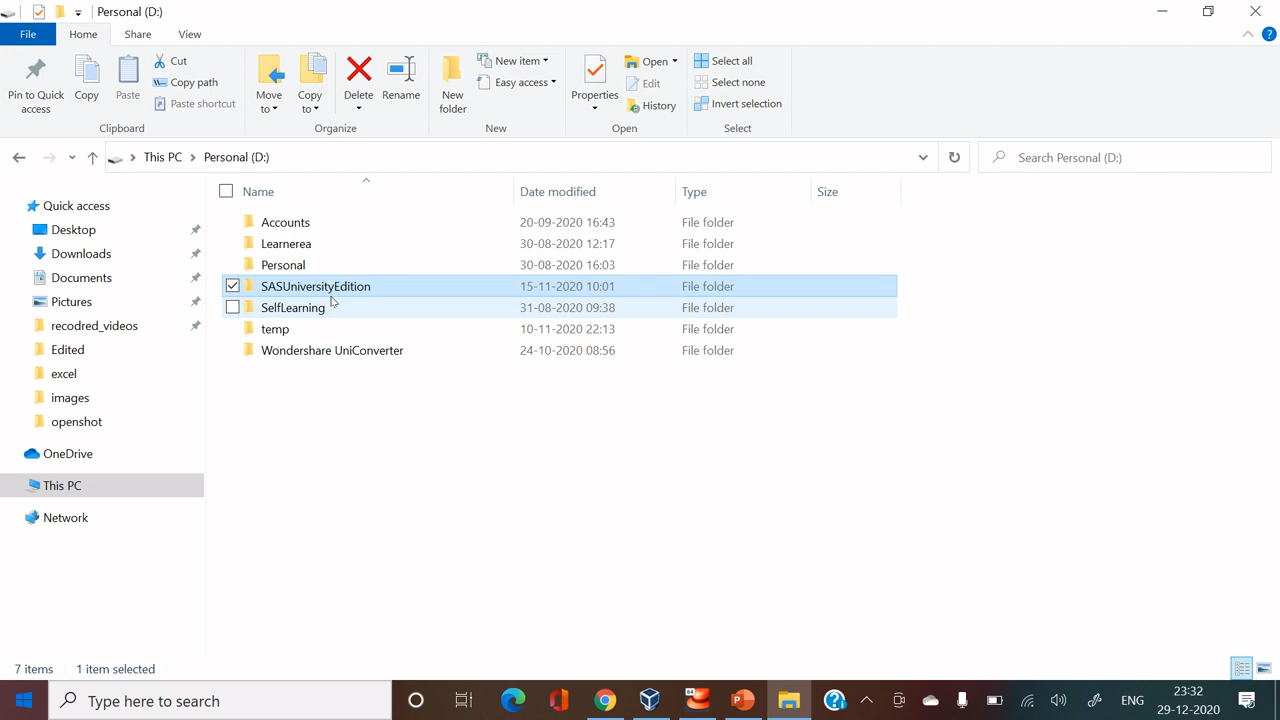 Personal (D:)
File Home Share View
Pin to Quick access
Copy
Paste
Cut
Copy path
Paste shortcut
Clipboard
Move to
Copy to
Delete
Rename
Organize
New folder
New item
Easy access
New
Properties
Open
Edit
History
Open
Select all
Select none
Invert selection
Select
This PC Personal (D:)
Search Personal (D:)
Name Date modified Type Size
Accounts 20-09-2020 16:43 File folder
Learnerea 30-08-2020 12:17 File folder
Personal 30-08-2020 16:03 File folder
SASUniversityEdition 15-11-2020 10:01 File folder
SelfLearning 31-08-2020 09:38 File folder
temp 10-11-2020 22:13 File folder
Wondershare UniConverter 24-10-2020 08:56 File folder
Quick access
Desktop
Downloads
Documents
Pictures
recodred_videos
Edited
excel
images
openshot
OneDrive
This PC
Network
7 items 1 item selected
Type here to search
64
ENG
23:32
29-12-2020